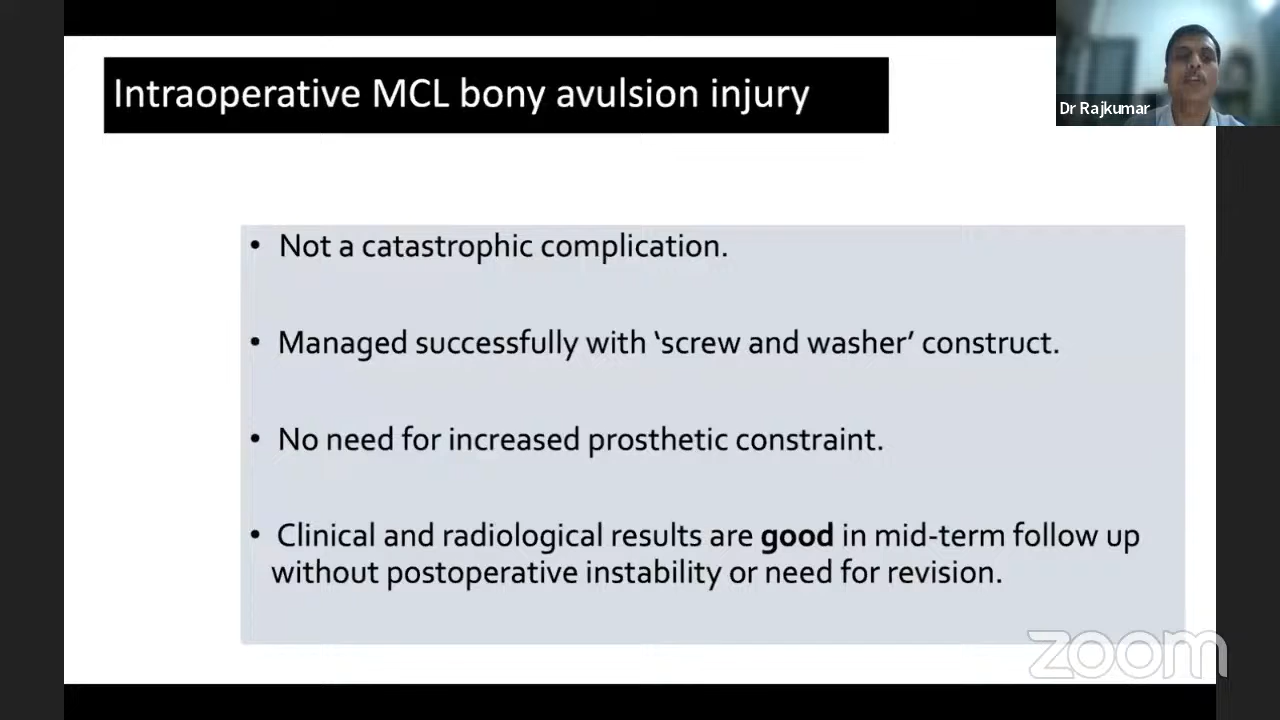 Intraoperative MCL bony avulsion injury
Dr Rajkumar
• Not a catastrophic complication.
• Managed successfully with ‘screw and washer’ construct.
• No need for increased prosthetic constraint.
• Clinical and radiological results are good in mid-term follow up
without postoperative instability or need for revision.
zoom